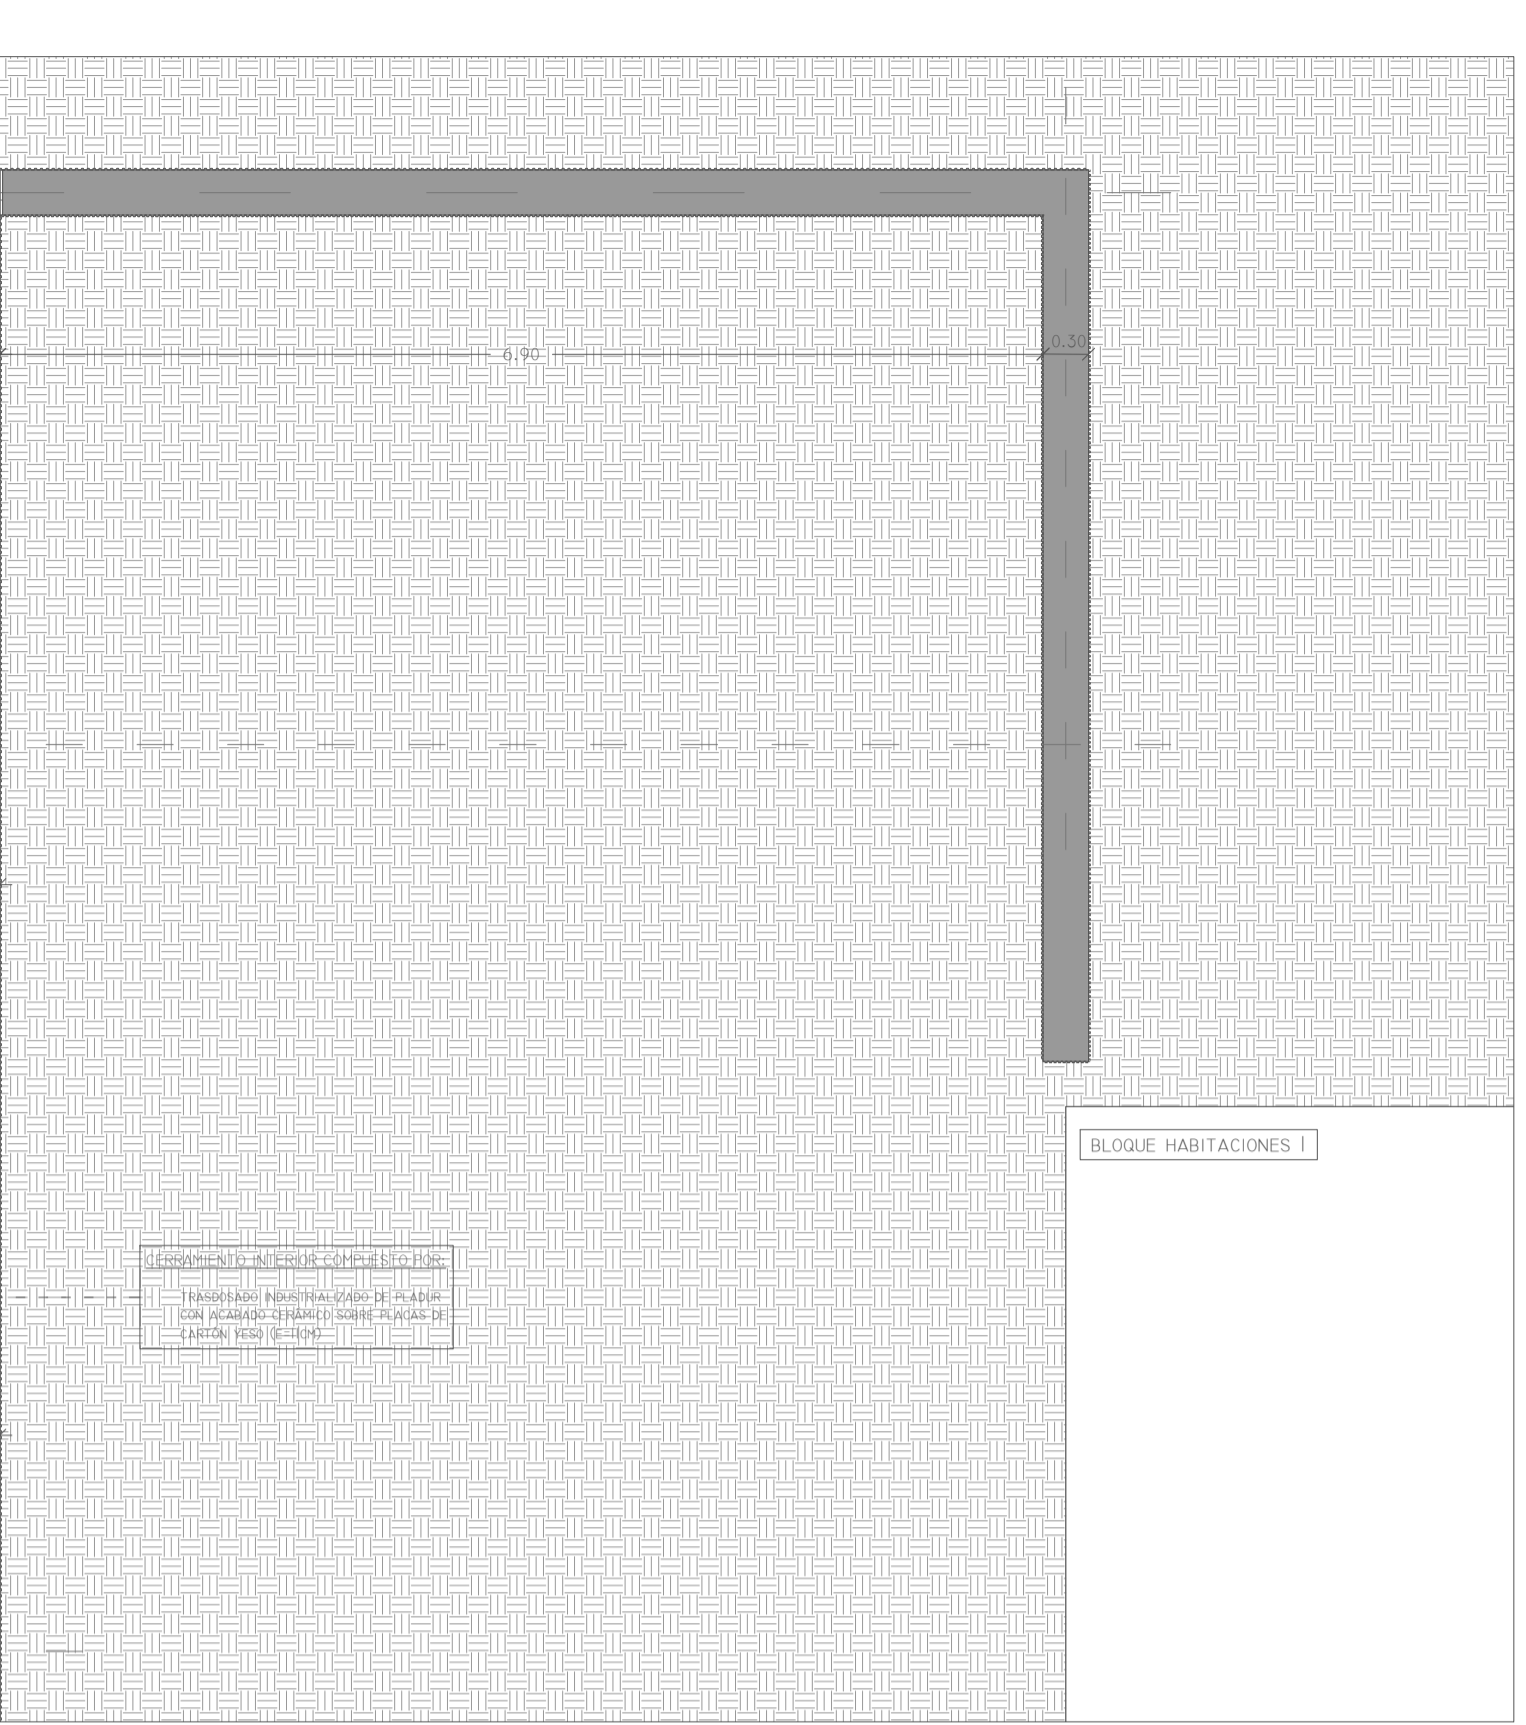 0.30
6.90
BLOQUE HABITACIONES I
CERRAMIENTO INTERIOR COMPUESTO POR:
TRASDOSADO INDUSTRIALIZADO DE PLADUR
CON ACABADO CERÁMICO SOBRE PLACAS DE
CARTÓN YESO (E=11CM)